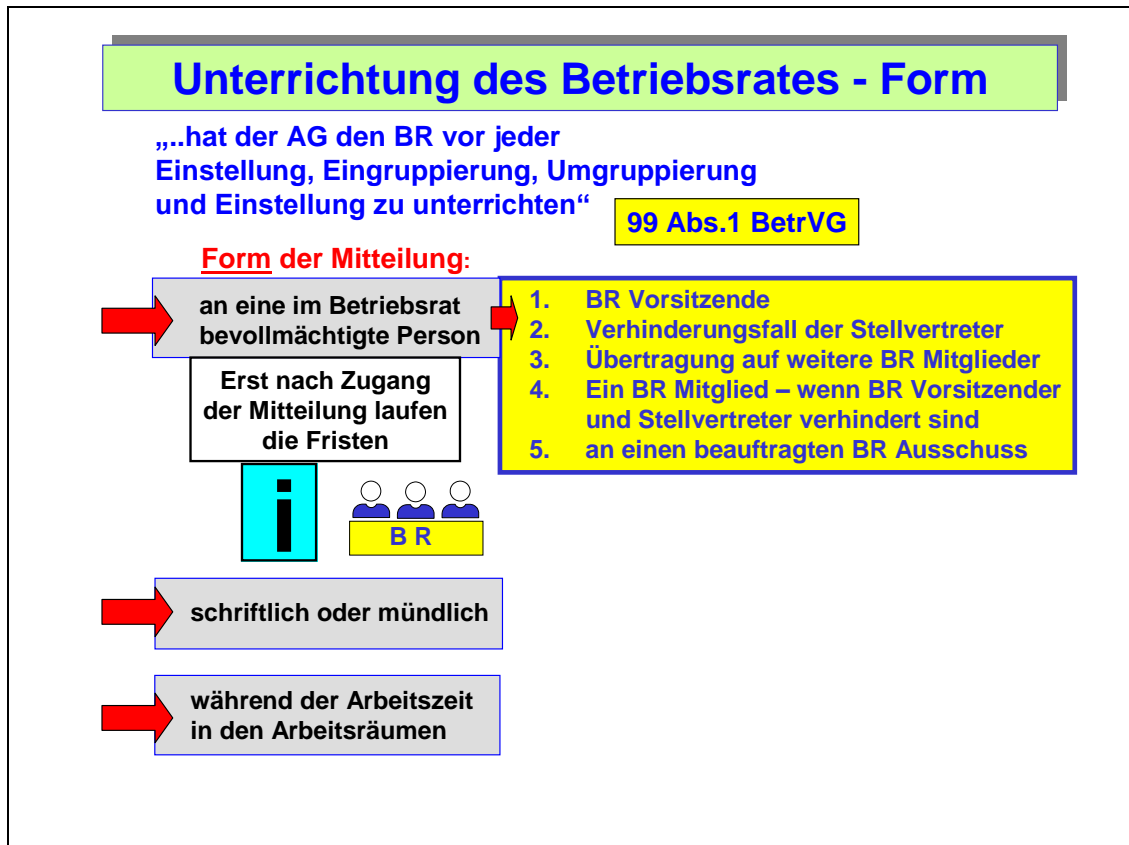 Unterrichtung des Betriebsrates - Form
„..hat der AG den BR vor jeder
Einstellung, Eingruppierung, Umgruppierung
und Einstellung zu unterrichten“
99 Abs.1 BetrVG
Form der Mitteilung:
an eine im Betriebsrat
bevollmächtigte Person
1. BR Vorsitzende
2. Verhinderungsfall der Stellvertreter
3. Übertragung auf weitere BR Mitglieder
4. Ein BR Mitglied – wenn BR Vorsitzender
und Stellvertreter verhindert sind
5. an einen beauftragten BR Ausschuss
Erst nach Zugang
der Mitteilung laufen
die Fristen
i
B R
schriftlich oder mündlich
während der Arbeitszeit
in den Arbeitsräumen